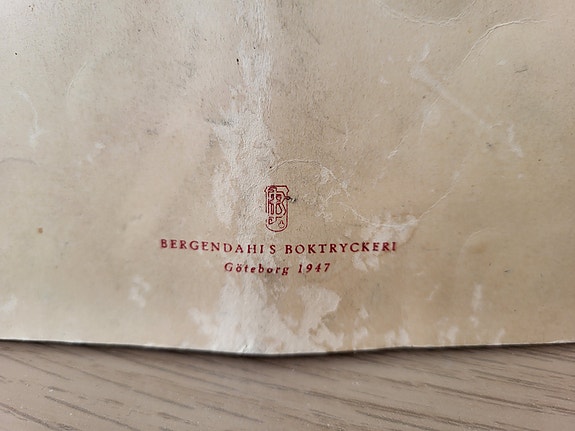 BERGENDAHLS BOKTRYCKERI
Göteborg 1947